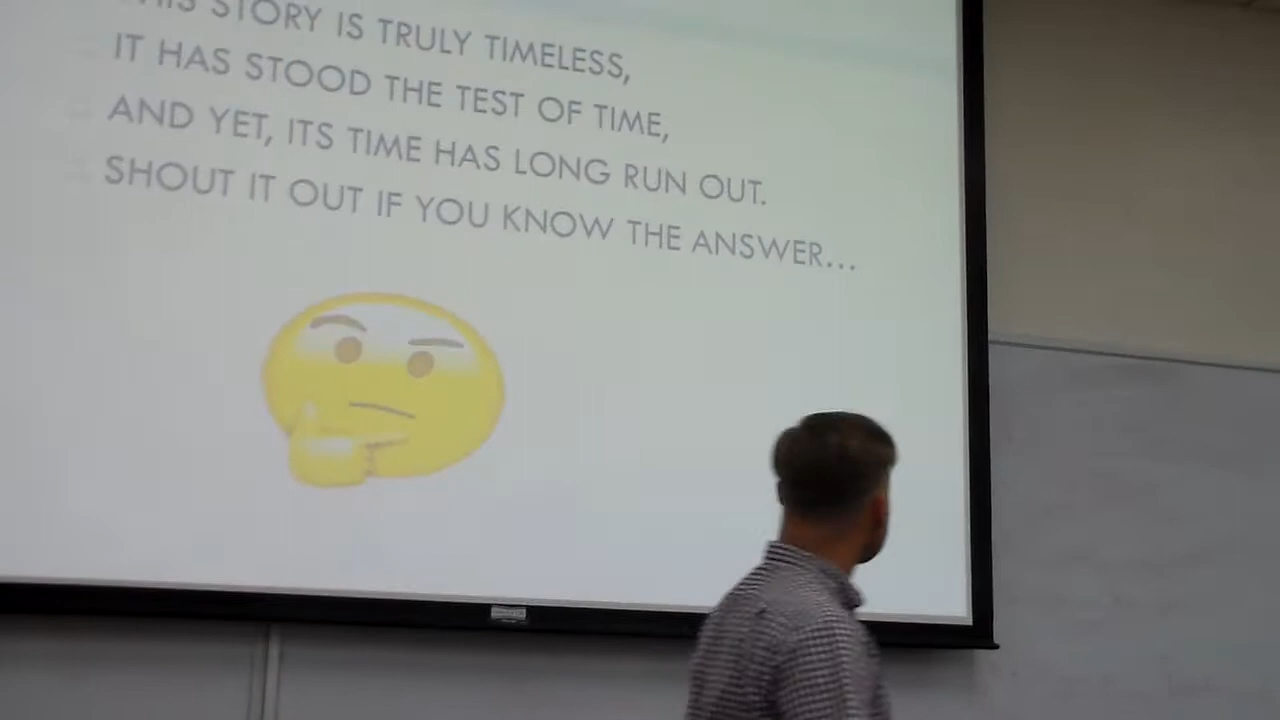 THIS STORY IS TRULY TIMELESS,
IT HAS STOOD THE TEST OF TIME,
AND YET, ITS TIME HAS LONG RUN OUT.
SHOUT IT OUT IF YOU KNOW THE ANSWER...